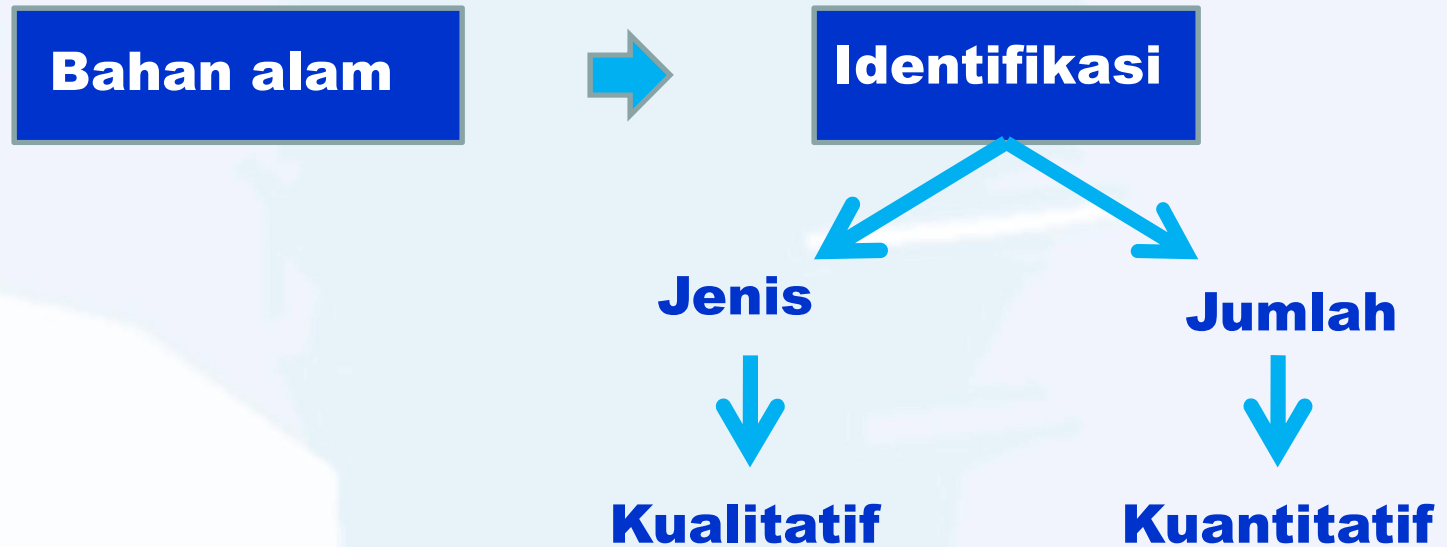 Bahan alam
Identifikasi
Jenis
Jumlah
Kualitatif
Kuantitatif